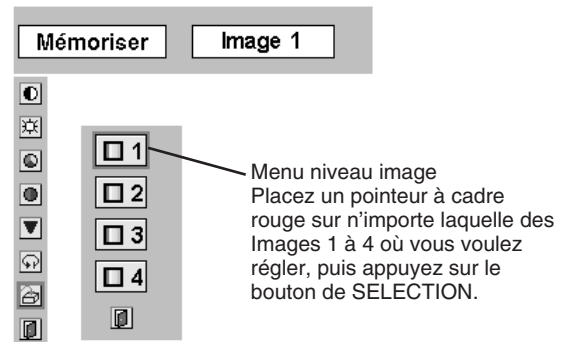 Mémoriser Image 1
1
2
3
4
Menu niveau image
Placez un pointeur à cadre
rouge sur n'importe laquelle des
Images 1 à 4 où vous voulez
régler, puis appuyez sur le
bouton de SELECTION.